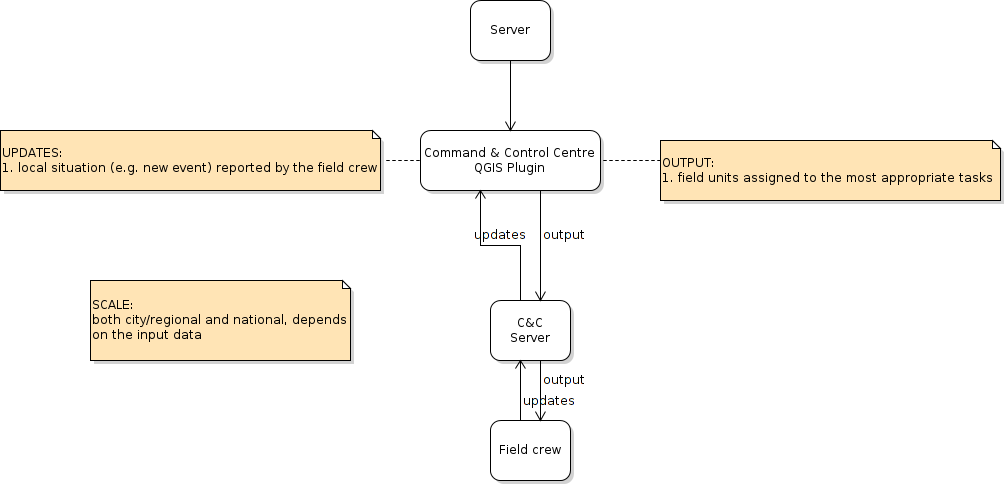 Server
Command & Control Centre
QGIS Plugin
UPDATES:
1. local situation (e.g. new event) reported by the field crew
OUTPUT:
1. field units assigned to the most appropriate tasks
updates
output
SCALE:
both city/regional and national, depends
on the input data
C&C
Server
output
updates
Field crew